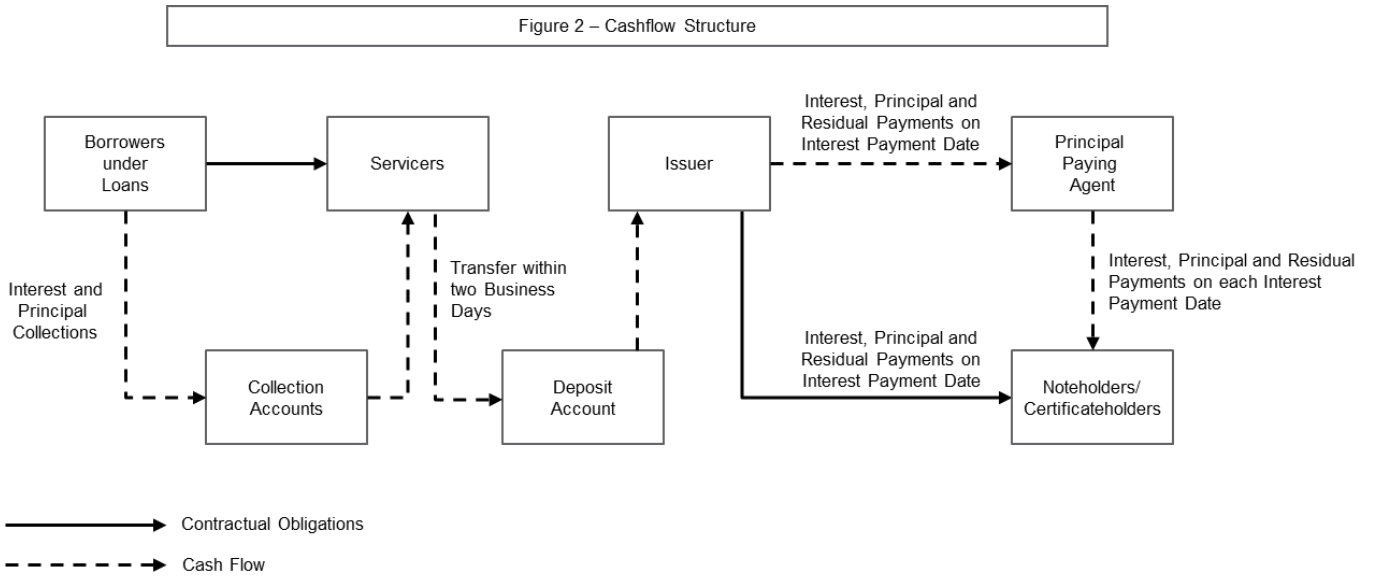 Figure 2 – Cashflow Structure
Borrowers
under
Loans
Servicers
Issuer
Interest, Principal and
Residual Payments on
Interest Payment Date
Principal
Paying
Agent
Interest and
Principal
Collections
Transfer within
two Business
Days
Interest, Principal and Residual
Payments on each Interest
Payment Date
Collection
Accounts
Deposit
Account
Interest, Principal and
Residual Payments on
Interest Payment Date
Noteholders/
Certificateholders
Contractual Obligations
Cash Flow